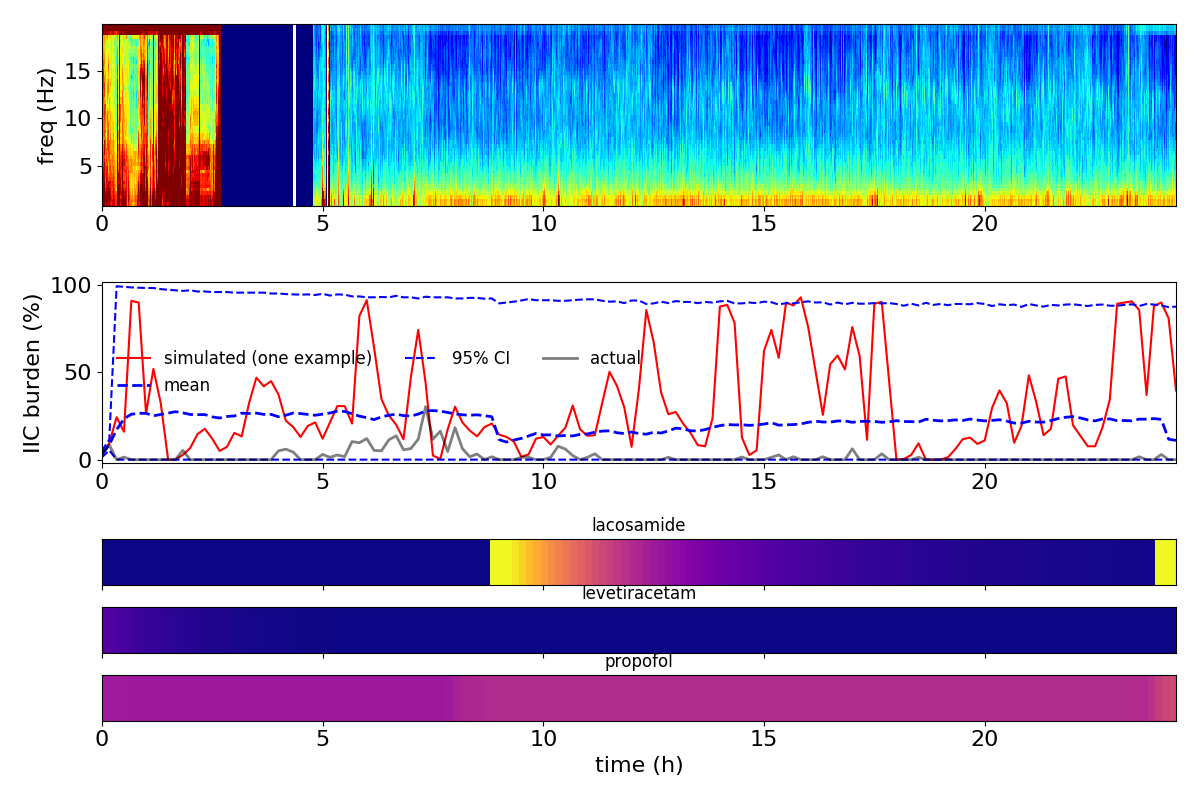 freq (Hz)
15
10
5
0 5 10 15 20
IIC burden (%)
100
50
0
simulated (one example) 95% CI actual
mean
0 5 10 15 20
lacosamide
levetiracetam
propofol
0 5 10 15 20
time (h)